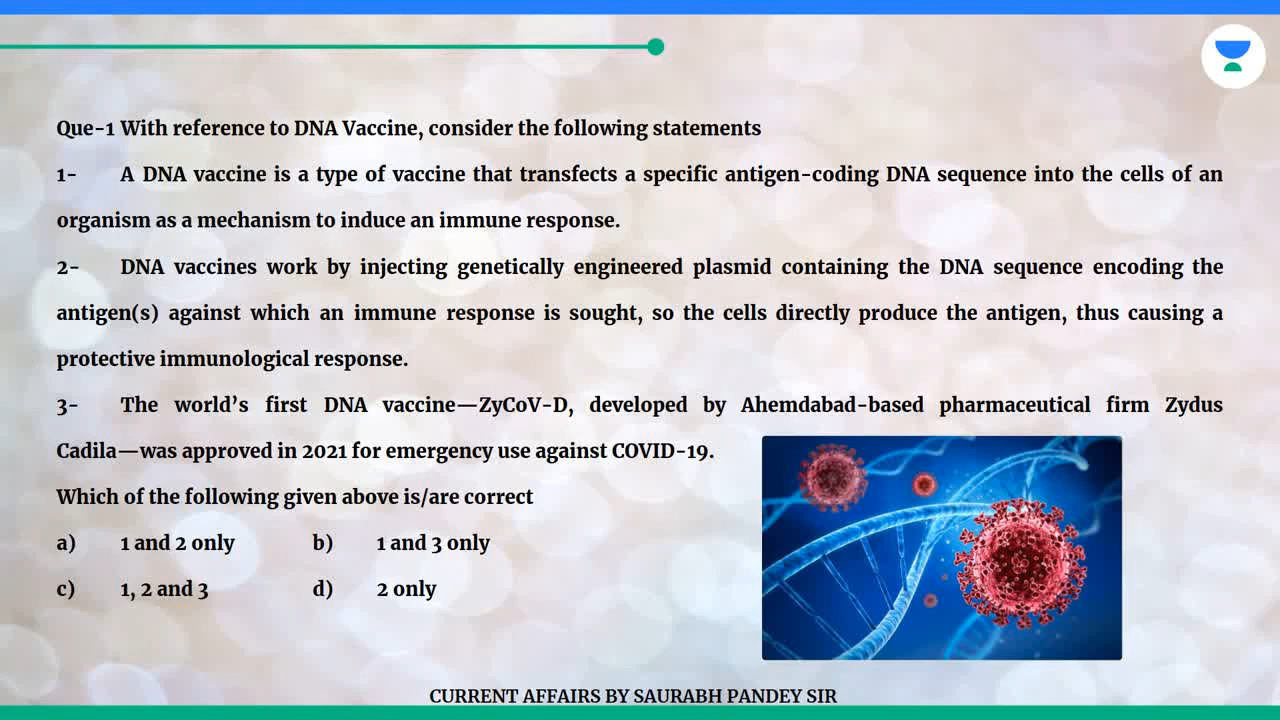 Que-1 With reference to DNA Vaccine, consider the following statements
1- A DNA vaccine is a type of vaccine that transfects a specific antigen-coding DNA sequence into the cells of an
organism as a mechanism to induce an immune response.
2- DNA vaccines work by injecting genetically engineered plasmid containing the DNA sequence encoding the
antigen(s) against which an immune response is sought, so the cells directly produce the antigen, thus causing a
protective immunological response.
3- The world’s first DNA vaccine—ZyCoV-D, developed by Ahemdabad-based pharmaceutical firm Zydus
Cadila—was approved in 2021 for emergency use against COVID-19.
Which of the following given above is/are correct
a) 1 and 2 only b) 1 and 3 only
c) 1, 2 and 3 d) 2 only
CURRENT AFFAIRS BY SAURABH PANDEY SIR